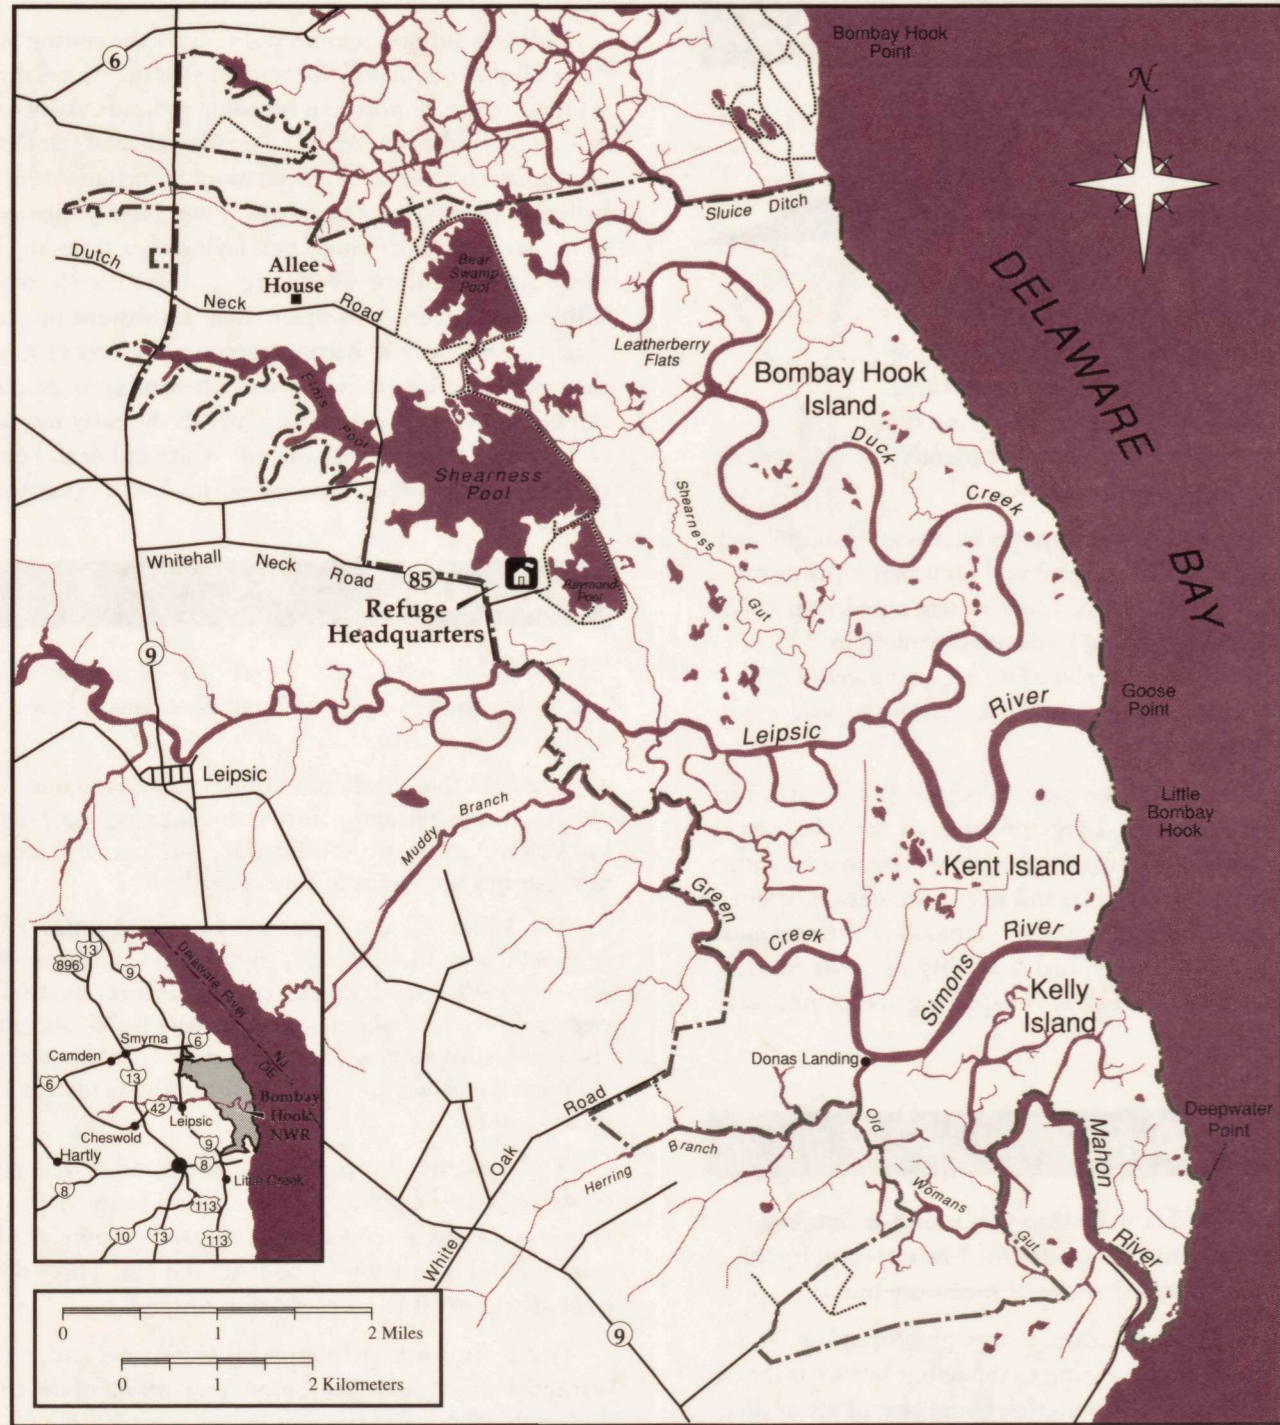 Bombay Hook
Point
6
N
Sluice Ditch
DELAWARE
BAY
Dutch
Neck
Road
Allee
House
Bear
Swamp
Pool
Leatherberry
Flats
Bombay Hook
Island
Finis
Pool
Duck
Creek
Shearness
Pool
Shearness
Gut
Whitehall
Neck
Road
85
Raymond
Pool
Refuge
Headquarters
9
River
Goose
Point
Leipsic
Leipsic
Little
Bombay
Hook
Muddy
Branch
Kent Island
Green
Creek
River
Simons
Kelly
Island
Donas Landing
Deepwater
Point
Road
Oak
White
Old
Womans
Gut
Herring
Branch
Mahon
River
9
13
896
9
Delaware River
Smyrna
6
Camden
NJ
DE
6
13
Bombay
Hook
NWR
42
Leipsic
Cheswold
9
Hartly
8
Little Creek
8
113
10
13
113
0
1
2 Miles
0
1
2 Kilometers